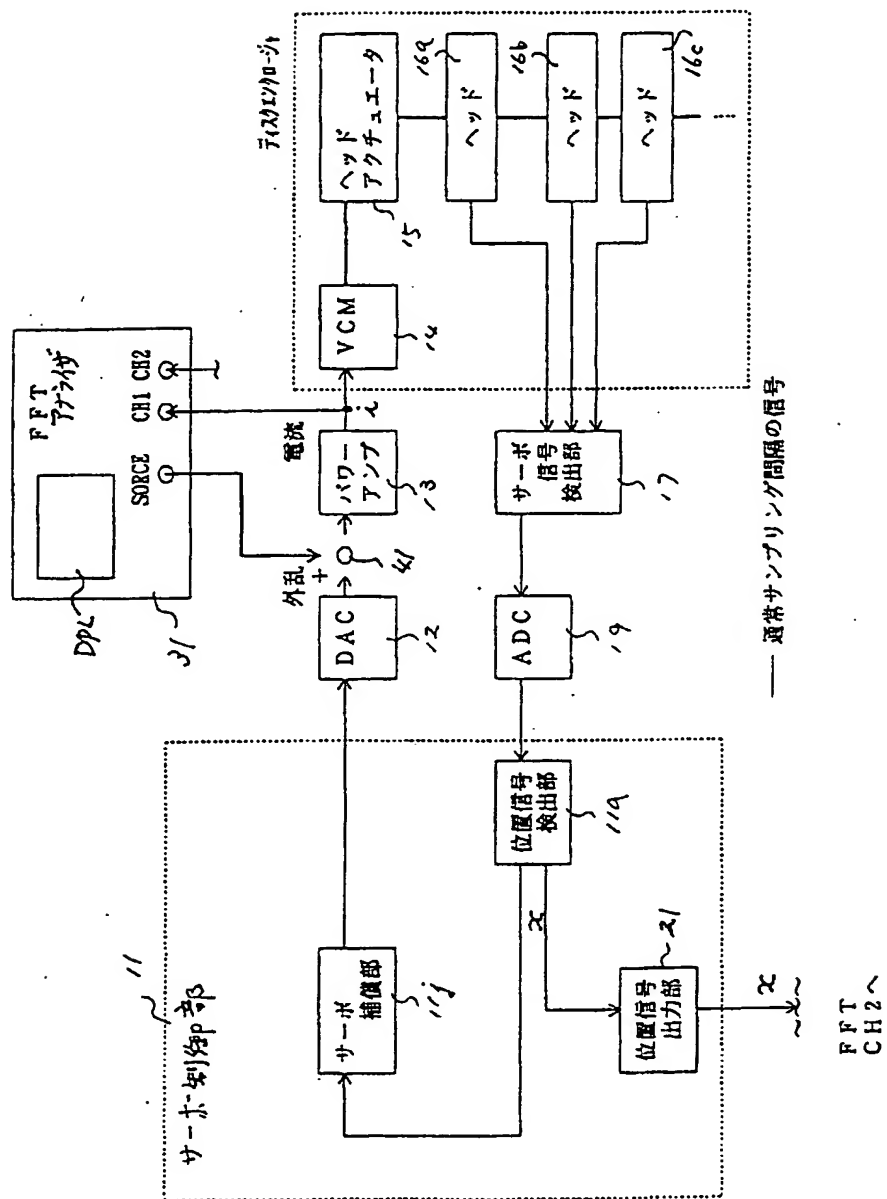 FFT
アナライザ
SORCE
CH1
CH2
DPL
31
ディスクエンクロージャ
ヘッド
アクチュエータ
15
VCM
14
ヘッド
16a
ヘッド
16b
ヘッド
16c
電流
i
パワー
アンプ
13
外乱
+
41
DAC
12
サーボ
信号
検出部
17
ADC
19
11
サーボ制御部
サーボ
補償部
11j
位置信号
検出部
11a
x
位置信号
出力部
21
x
FFT
CH2へ
── 通常サンプリング間隔の信号